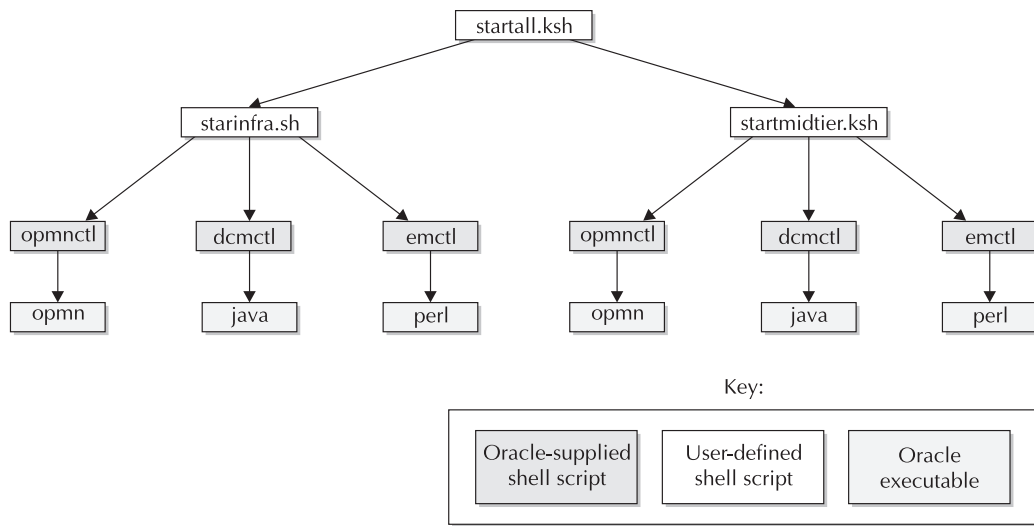 startall.ksh
starinfra.sh
startmidtier.ksh
opmnctl
dcmctl
emctl
opmnctl
dcmctl
emctl
opmn
java
perl
opmn
java
perl
Key:
Oracle-supplied
shell script
User-defined
shell script
Oracle
executable